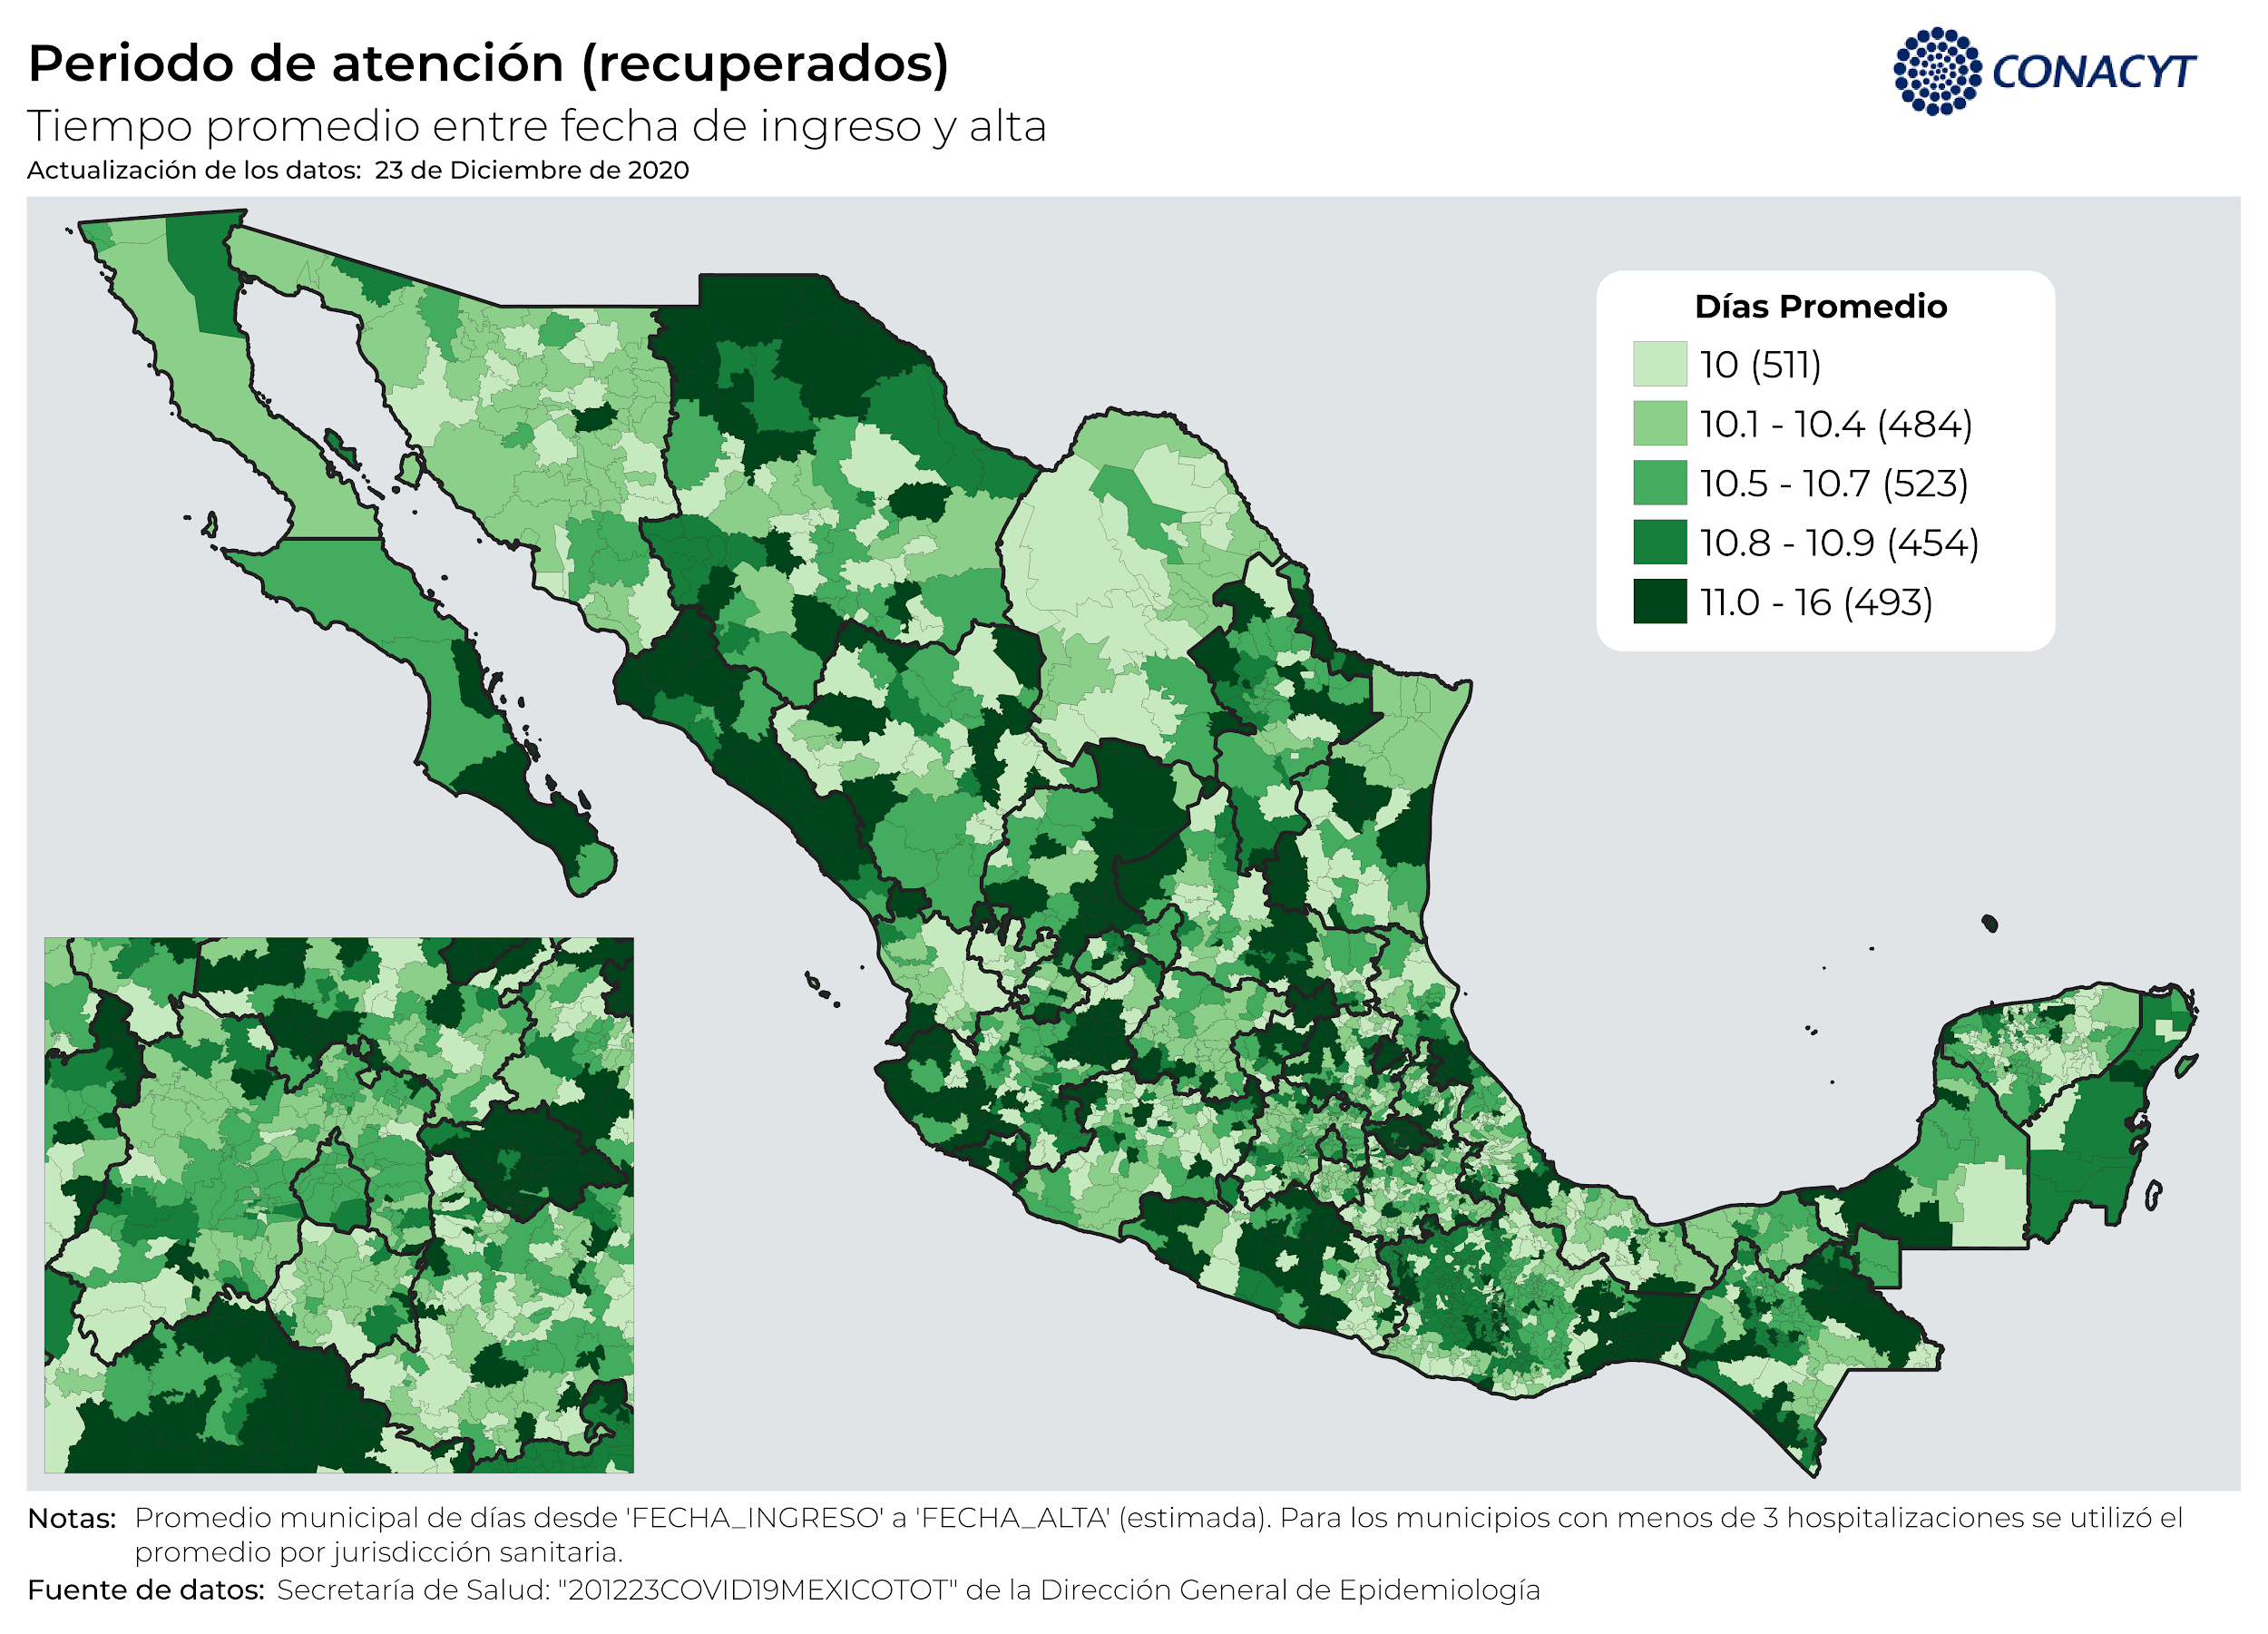 Periodo de atención (recuperados)
Tiempo promedio entre fecha de ingreso y alta
Actualización de los datos: 23 de Diciembre de 2020
CONACYT
Días Promedio
10 (511)
10.1 - 10.4 (484)
10.5 - 10.7 (523)
10.8 - 10.9 (454)
11.0 - 16 (493)
Notas: Promedio municipal de días desde 'FECHA_INGRESO' a 'FECHA_ALTA' (estimada). Para los municipios con menos de 3 hospitalizaciones se utilizó el
promedio por jurisdicción sanitaria.
Fuente de datos: Secretaría de Salud: "201223COVID19MEXICOTOT" de la Dirección General de Epidemiología